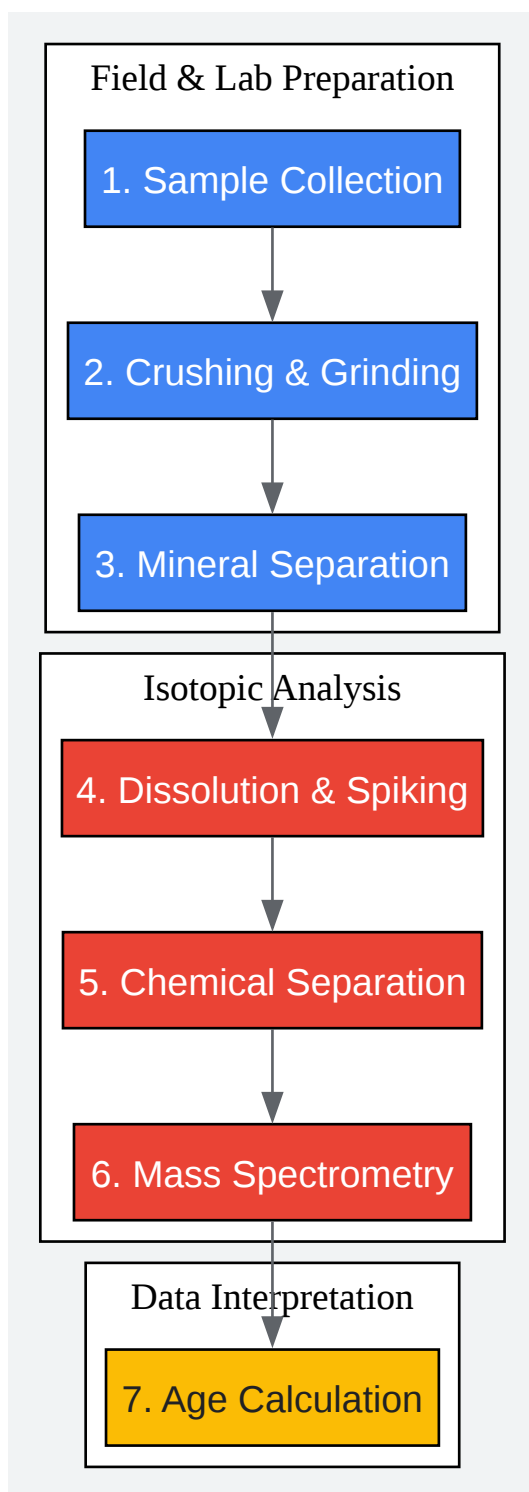 Field & Lab Preparation
1. Sample Collection
2. Crushing & Grinding
3. Mineral Separation
Isotopic Analysis
4. Dissolution & Spiking
5. Chemical Separation
6. Mass Spectrometry
Data Interpretation
7. Age Calculation